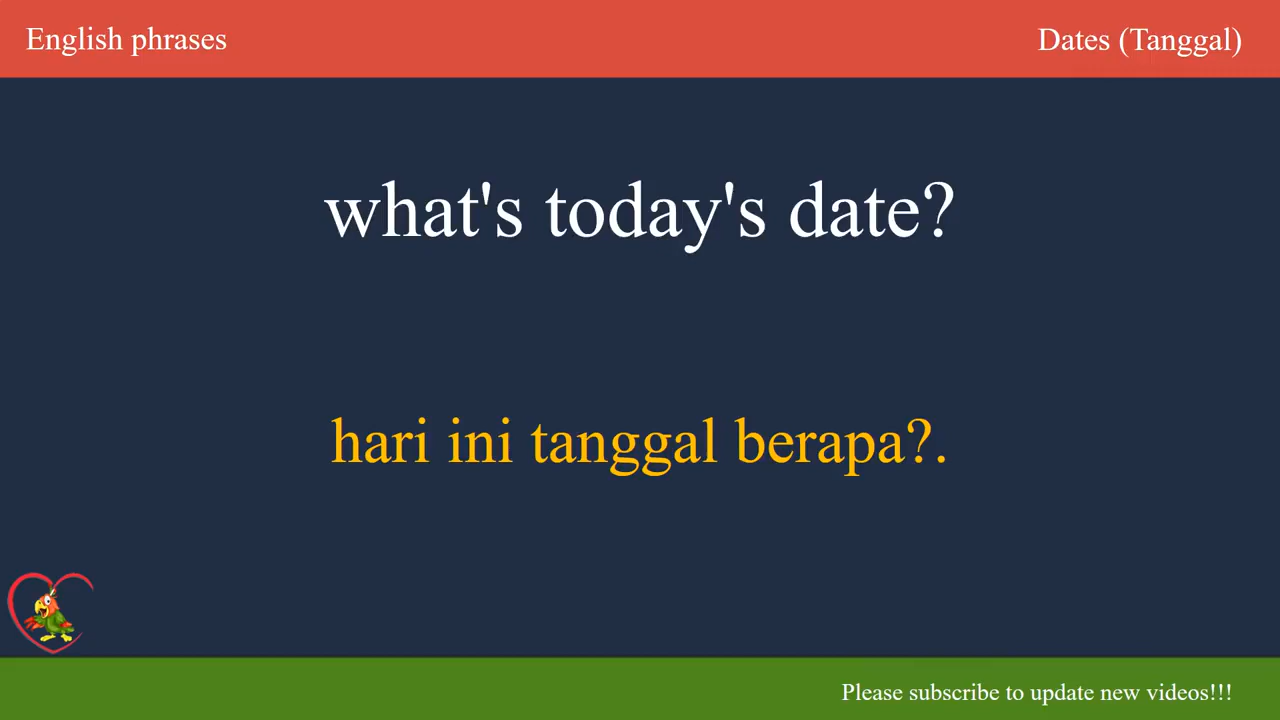 English phrases
Dates (Tanggal)
what's today's date?
hari ini tanggal berapa?.
Please subscribe to update new videos!!!